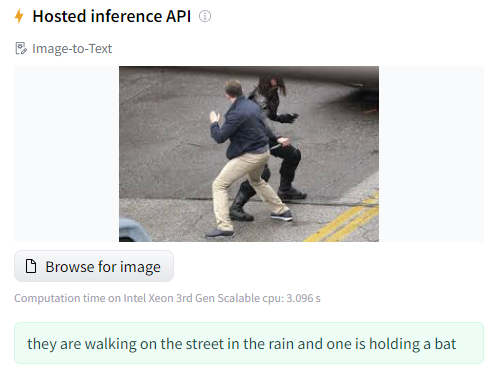 Hosted inference API
Image-to-Text
Browse for image
Computation time on Intel Xeon 3rd Gen Scalable cpu: 3.096 s
they are walking on the street in the rain and one is holding a bat